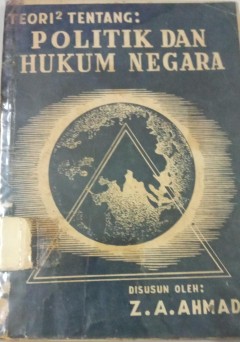 TEORI² TENTANG:
POLITIK DAN
HUKUM NEGARA
DISUSUN OLEH:
Z.A.AHMAD